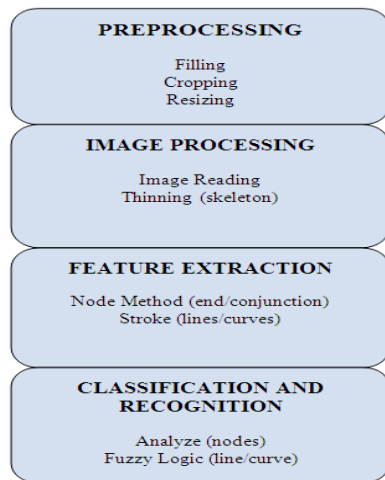 PREPROCESSING
Filling
Cropping
Resizing
IMAGE PROCESSING
Image Reading
Thinning (skeleton)
FEATURE EXTRACTION
Node Method (end/conjunction)
Stroke (lines/curves)
CLASSIFICATION AND
RECOGNITION
Analyze (nodes)
Fuzzy Logic (line/curve)